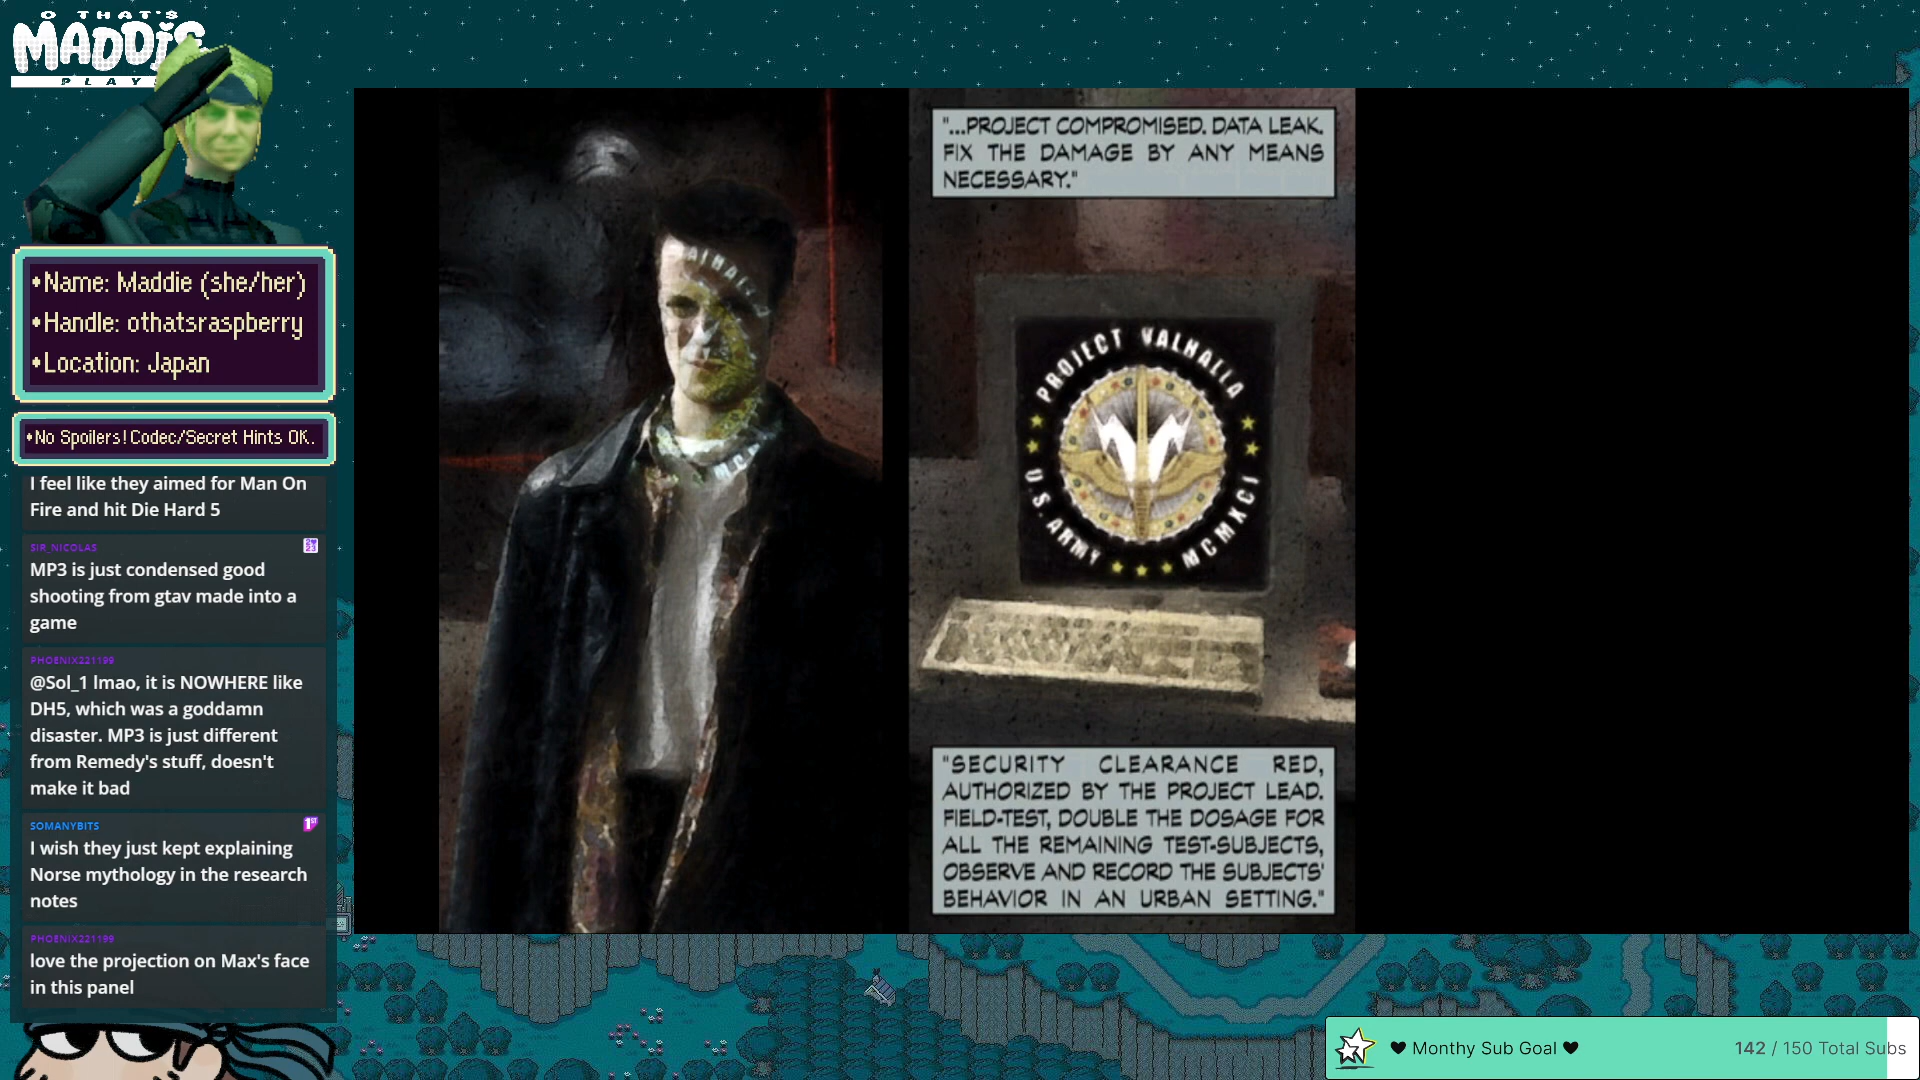 O THAT'S
MADDIE
PLAY
•Name: Maddie (she/her)
•Handle: othatsraspberry
•Location: Japan
•No Spoilers! Codec/Secret Hints OK.
I feel like they aimed for Man On
Fire and hit Die Hard 5
SIR_NICOLAS
MP3 is just condensed good
shooting from gtav made into a
game
PHOENIX221199
@Sol_1 lmao, it is NOWHERE like
DH5, which was a goddamn
disaster. MP3 is just different
from Remedy's stuff, doesn't
make it bad
SOMANYBITS
1ST
I wish they just kept explaining
Norse mythology in the research
notes
PHOENIX221199
love the projection on Max's face
in this panel
"...PROJECT COMPROMISED. DATA LEAK.
FIX THE DAMAGE BY ANY MEANS
NECESSARY."
PROJECT VALHALLA
U.S. ARMY
MCMXCI
"SECURITY CLEARANCE RED,
AUTHORIZED BY THE PROJECT LEAD.
FIELD-TEST, DOUBLE THE DOSAGE FOR
ALL THE REMAINING TEST-SUBJECTS,
OBSERVE AND RECORD THE SUBJECTS'
BEHAVIOR IN AN URBAN SETTING."
♥ Monthy Sub Goal ♥
142 / 150 Total Subs